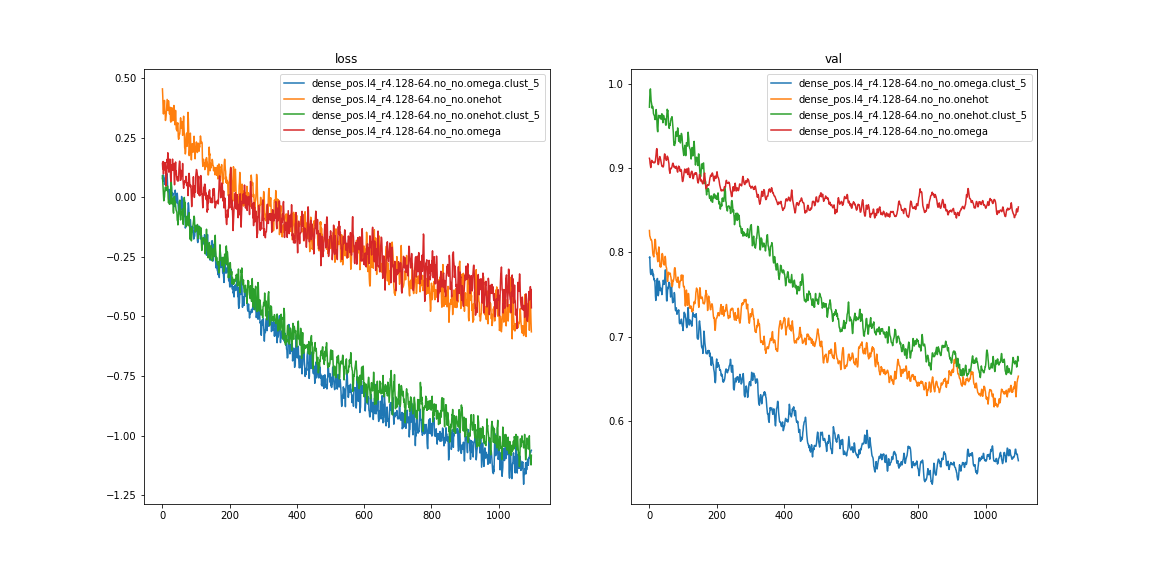 loss
0.50
0.25
0.00
−0.25
−0.50
−0.75
−1.00
−1.25
0
200
400
600
800
1000
dense_pos.l4_r4.128-64.no_no.omega.clust_5
dense_pos.l4_r4.128-64.no_no.onehot
dense_pos.l4_r4.128-64.no_no.onehot.clust_5
dense_pos.l4_r4.128-64.no_no.omega
val
1.0
0.9
0.8
0.7
0.6
0
200
400
600
800
1000
dense_pos.l4_r4.128-64.no_no.omega.clust_5
dense_pos.l4_r4.128-64.no_no.onehot
dense_pos.l4_r4.128-64.no_no.onehot.clust_5
dense_pos.l4_r4.128-64.no_no.omega